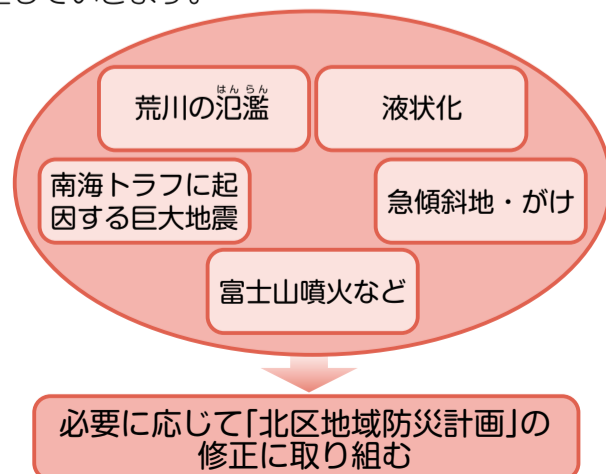 荒川の氾濫
はんらん
液状化
南海トラフに起
因する巨大地震
急傾斜地・がけ
富士山噴火など
必要に応じて「北区地域防災計画」の
修正に取り組む